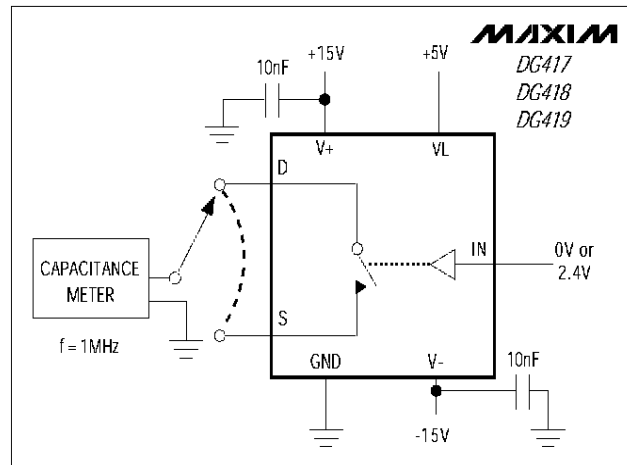 MAXIM
DG417
DG418
DG419
+15V
+5V
10nF
V+
VL
D
IN
0V or
2.4V
CAPACITANCE
METER
f = 1MHz
S
GND
V-
10nF
-15V